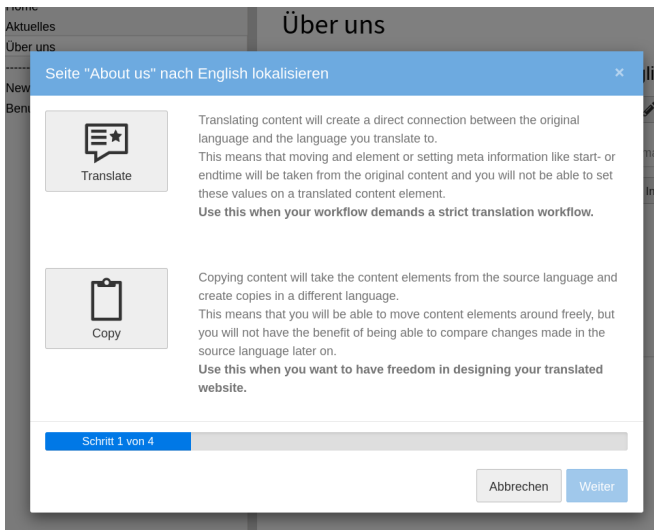 Home
Aktuelles
Über uns
Über uns
Seite "About us" nach English lokalisieren
×
New
Benu
Translate
Translating content will create a direct connection between the original
language and the language you translate to.
This means that moving and element or setting meta information like start- or
endtime will be taken from the original content and you will not be able to set
these values on a translated content element.
Use this when your workflow demands a strict translation workflow.
Copy
Copying content will take the content elements from the source language and
create copies in a different language.
This means that you will be able to move content elements around freely, but
you will not have the benefit of being able to compare changes made in the
source language later on.
Use this when you want to have freedom in designing your translated
website.
Schritt 1 von 4
Abbrechen
Weiter